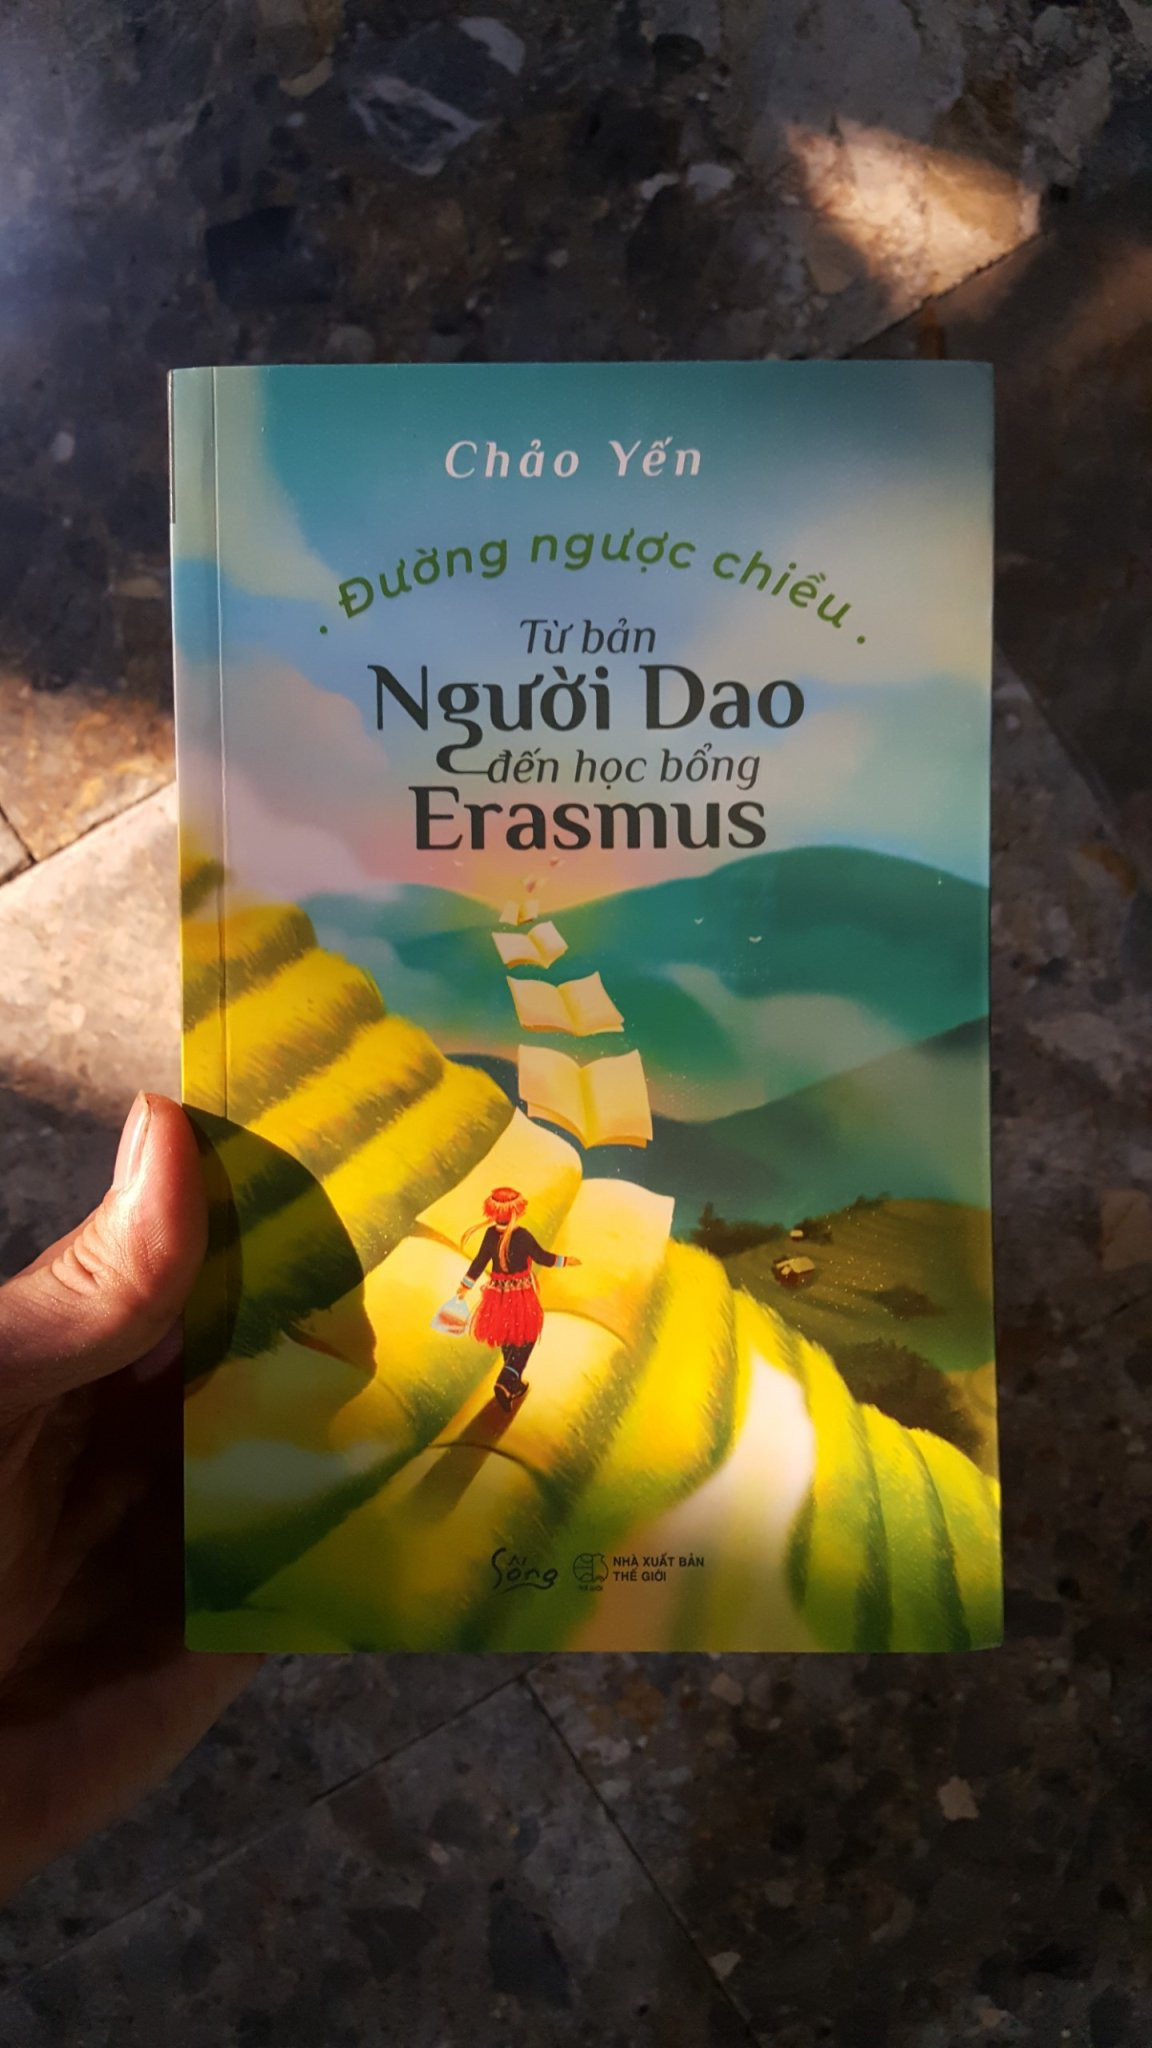 Chảo Yến
• Đường ngược chiều •
Từ bản
Người Dao
đến học bổng
Erasmus
Sống
NHÀ XUẤT BẢN
THẾ GIỚI